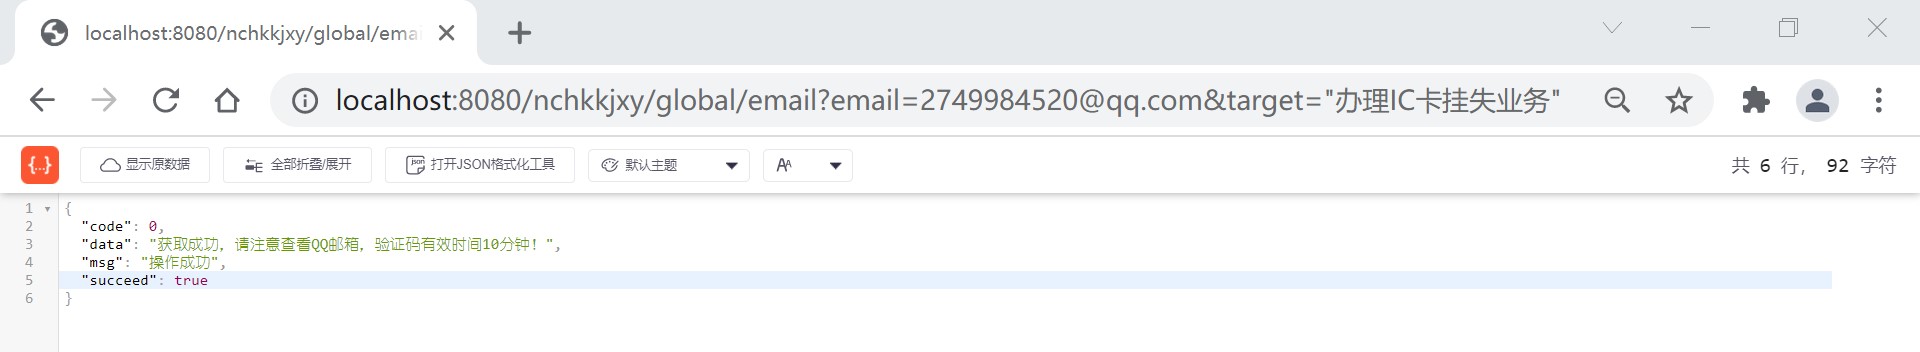 localhost:8080/nchkkjxy/global/emai
localhost:8080/nchkkjxy/global/email?email=2749984520@qq.com&target="办理IC卡挂失业务"
{...} 显示原数据 全部折叠/展开 json 打开JSON格式化工具 默认主题 AA 共 6 行， 92 字符
1 {
2 "code": 0,
3 "data": "获取成功，请注意查看QQ邮箱，验证码有效时间10分钟！",
4 "msg": "操作成功",
5 "succeed": true
6 }